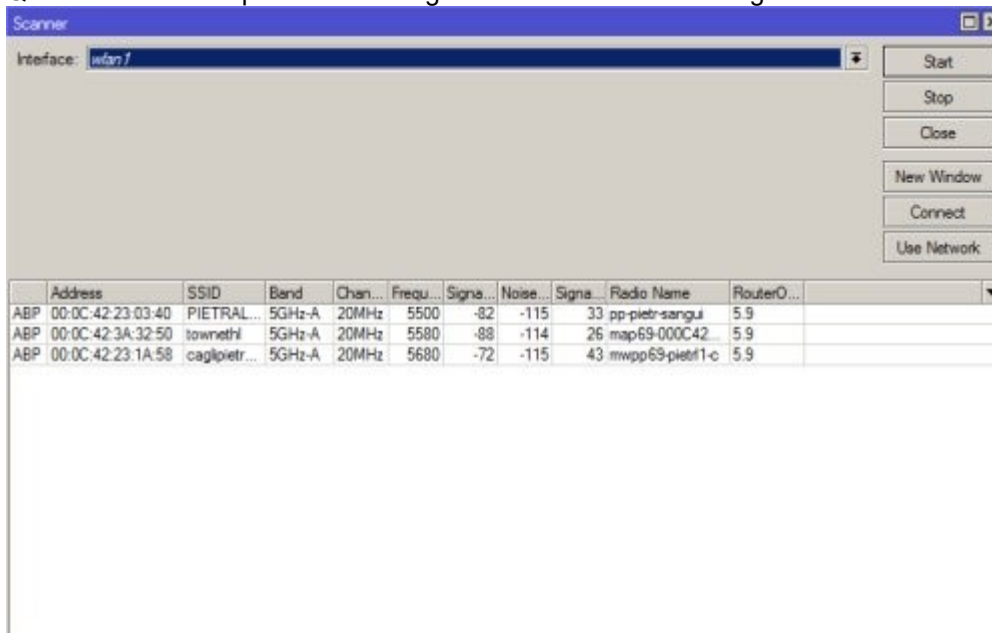 Scanner
Interface: wlan1
Start
Stop
Close
New Window
Connect
Use Network
Address SSID Band Chan... Frequ... Signa... Noise... Signa... Radio Name RouterO...
ABP 00:0C:42:23:03:40 PIETRAL... 5GHz-A 20MHz 5500 -82 -115 33 pp-pietr-sangui 5.9
ABP 00:0C:42:3A:32:50 townethl 5GHz-A 20MHz 5580 -88 -114 26 map69-000C42... 5.9
ABP 00:0C:42:23:1A:58 caglipietr... 5GHz-A 20MHz 5680 -72 -115 43 mwpp69-pietrl1-c 5.9